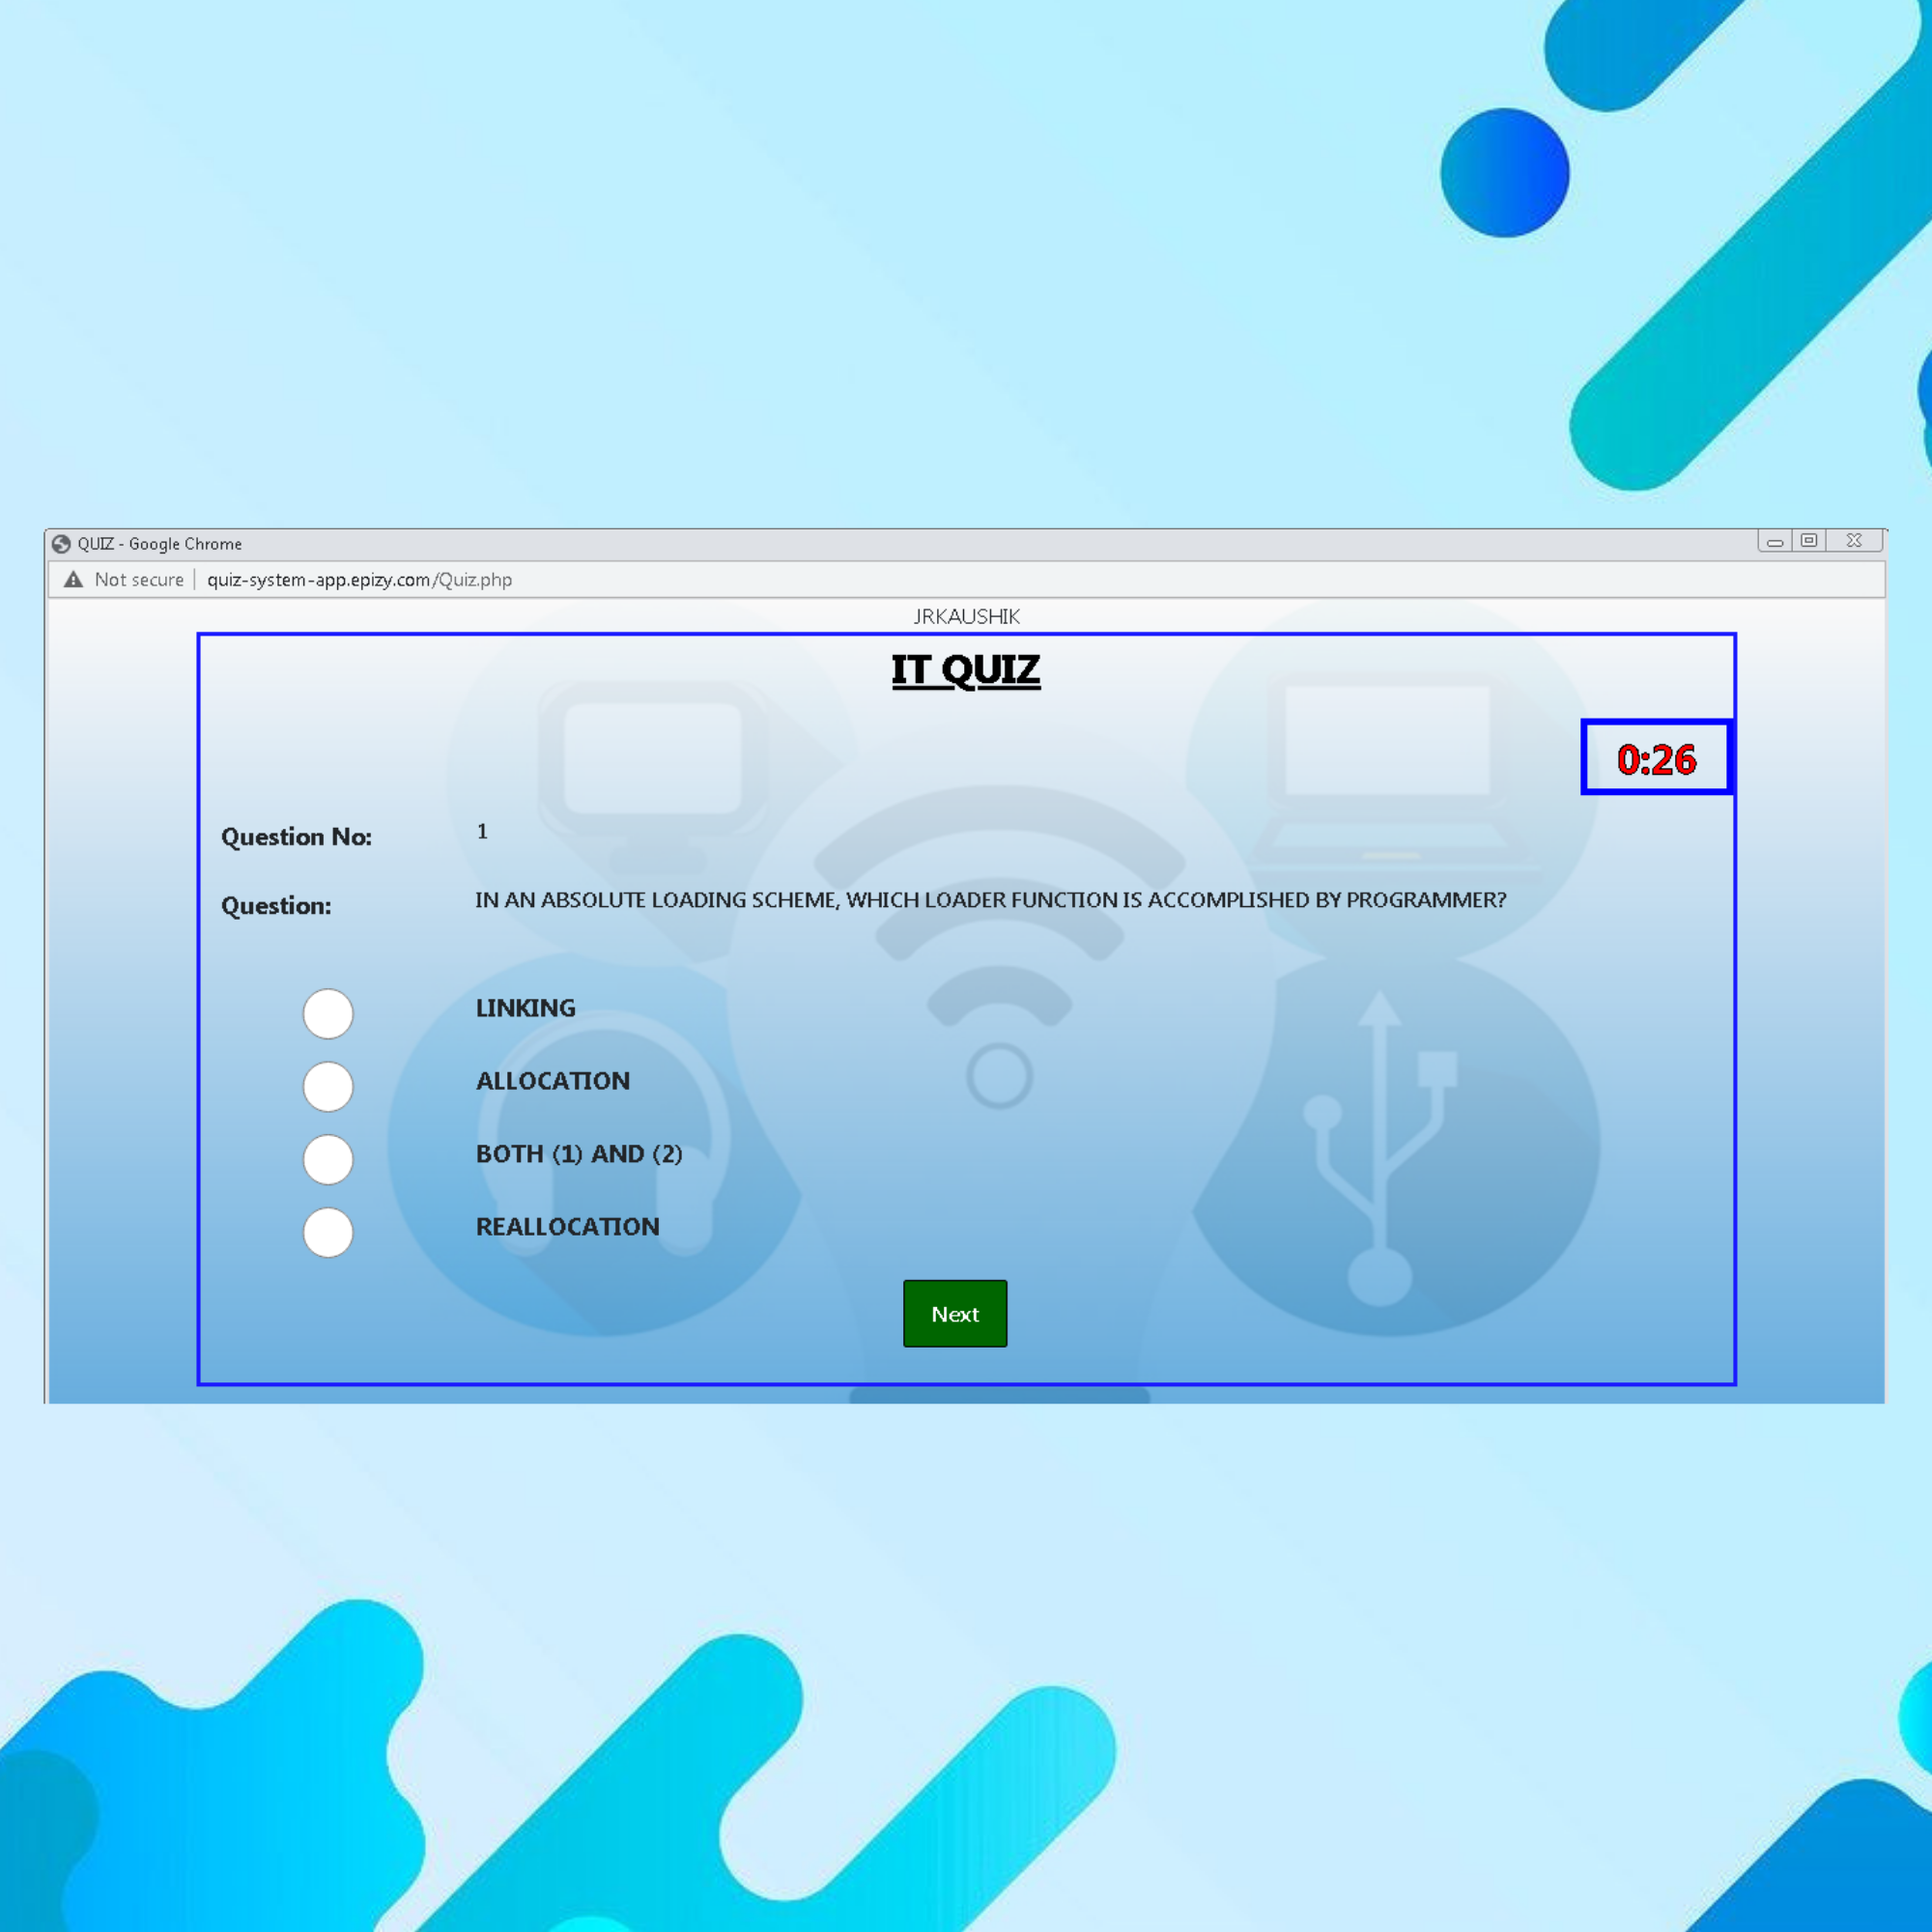 QUIZ - Google Chrome
Not secure quiz-system-app.epizy.com/Quiz.php
JRKAUSHIK
IT QUIZ
0:26
Question No: 1
Question: IN AN ABSOLUTE LOADING SCHEME, WHICH LOADER FUNCTION IS ACCOMPLISHED BY PROGRAMMER?
LINKING
ALLOCATION
BOTH (1) AND (2)
REALLOCATION
Next